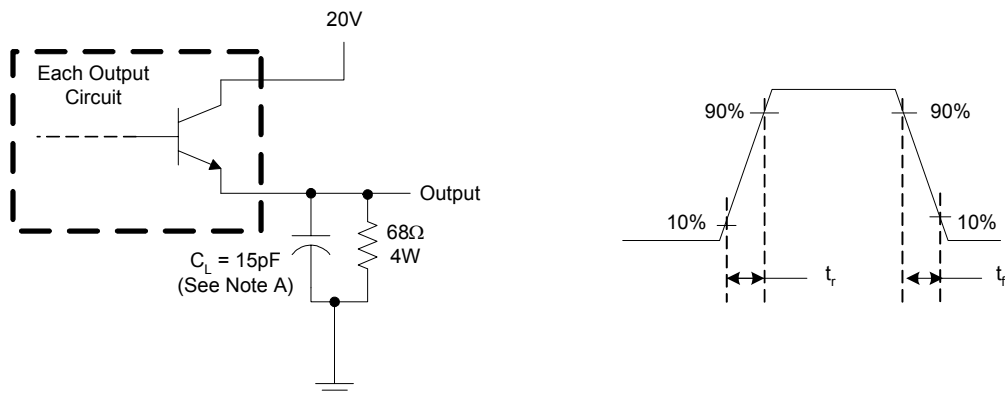 20V
Each Output
Circuit
Output
68Ω
4W
C_L = 15pF
(See Note A)
90%
90%
10%
10%
t_r
t_f